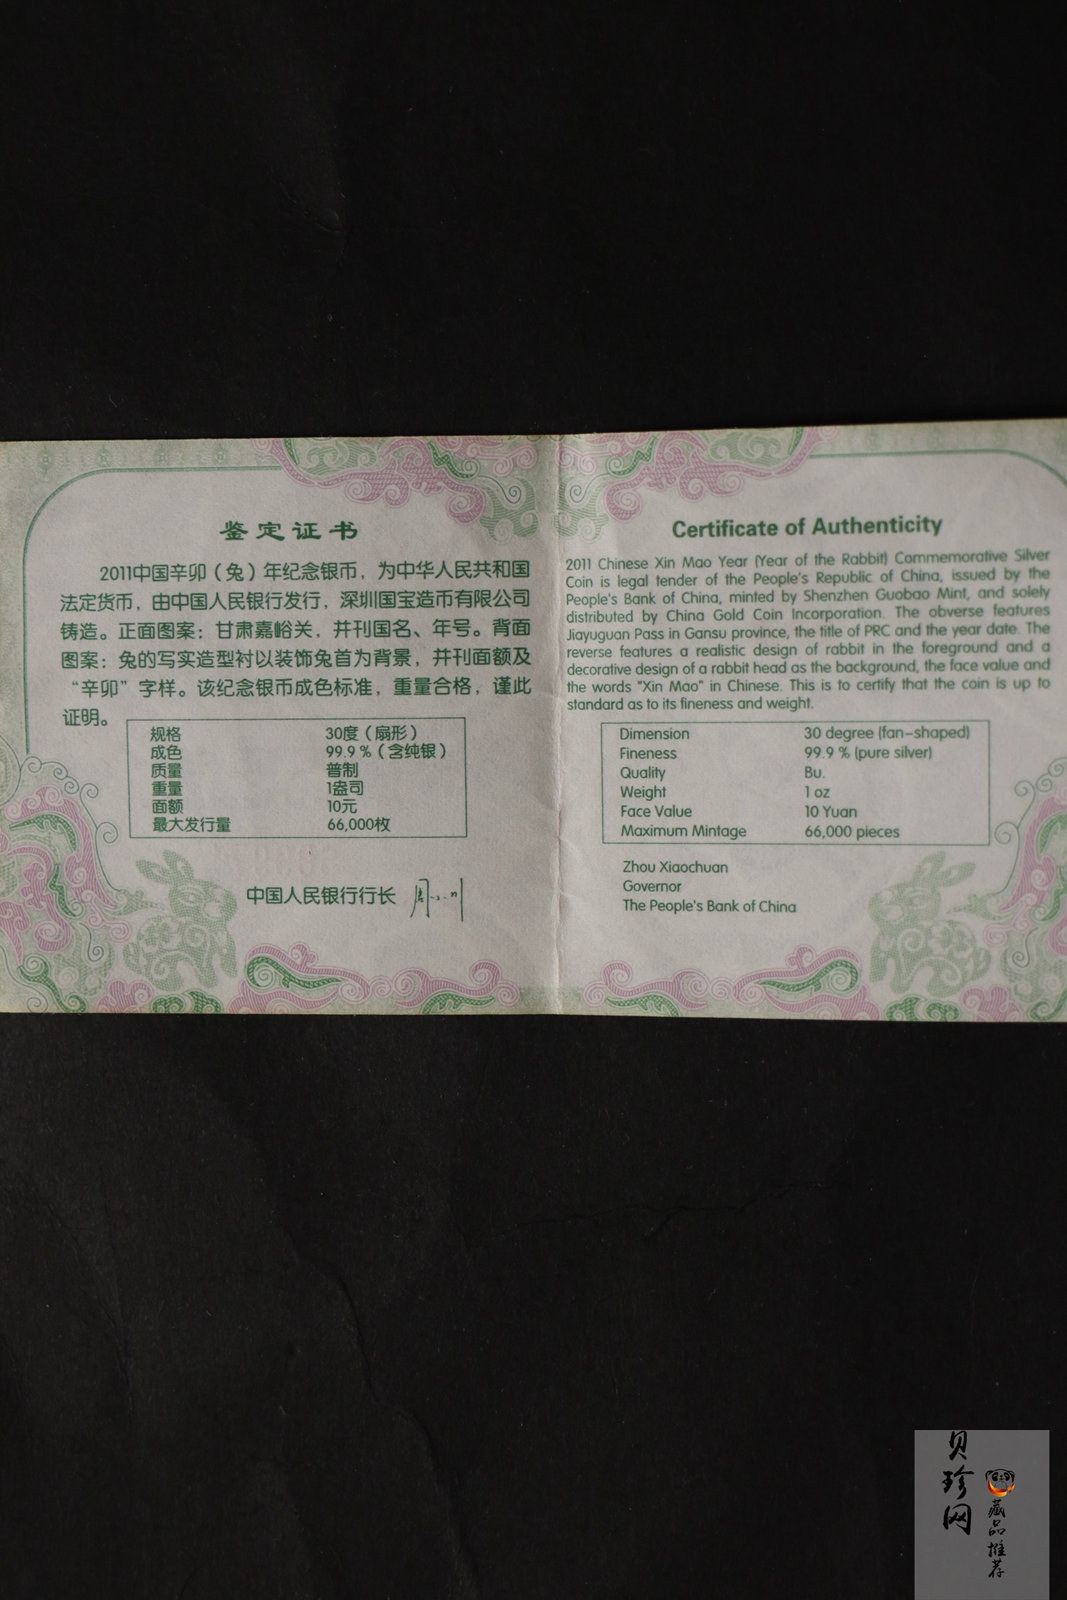 鉴定证书
2011中国辛卯（兔）年纪念银币，为中华人民共和国
法定货币，由中国人民银行发行，深圳国宝造币有限公司
铸造。正面图案：甘肃嘉峪关，并刊国名、年号。背面
图案：兔的写实造型衬以装饰兔首为背景，并刊面额及
“辛卯”字样。该纪念银币成色标准，重量合格，谨此
证明。
规格 30度（扇形）
成色 99.9％（含纯银）
质量 普制
重量 1盎司
面额 10元
最大发行量 66,000枚
中国人民银行行长
Certificate of Authenticity
2011 Chinese Xin Mao Year (Year of the Rabbit) Commemorative Silver
Coin is legal tender of the People's Republic of China, issued by the
People's Bank of China, minted by Shenzhen Guobao Mint, and solely
distributed by China Gold Coin Incorporation. The obverse features
Jiayuguan Pass in Gansu province, the title of PRC and the year date. The
reverse features a realistic design of rabbit in the foreground and a
decorative design of a rabbit head as the background, the face value and
the words "Xin Mao" in Chinese. This is to certify that the coin is up to
standard as to its fineness and weight.
Dimension 30 degree (fan-shaped)
Fineness 99.9 % (pure silver)
Quality Bu.
Weight 1 oz
Face Value 10 Yuan
Maximum Mintage 66,000 pieces
Zhou Xiaochuan
Governor
The People's Bank of China
贝珍网
藏品推荐